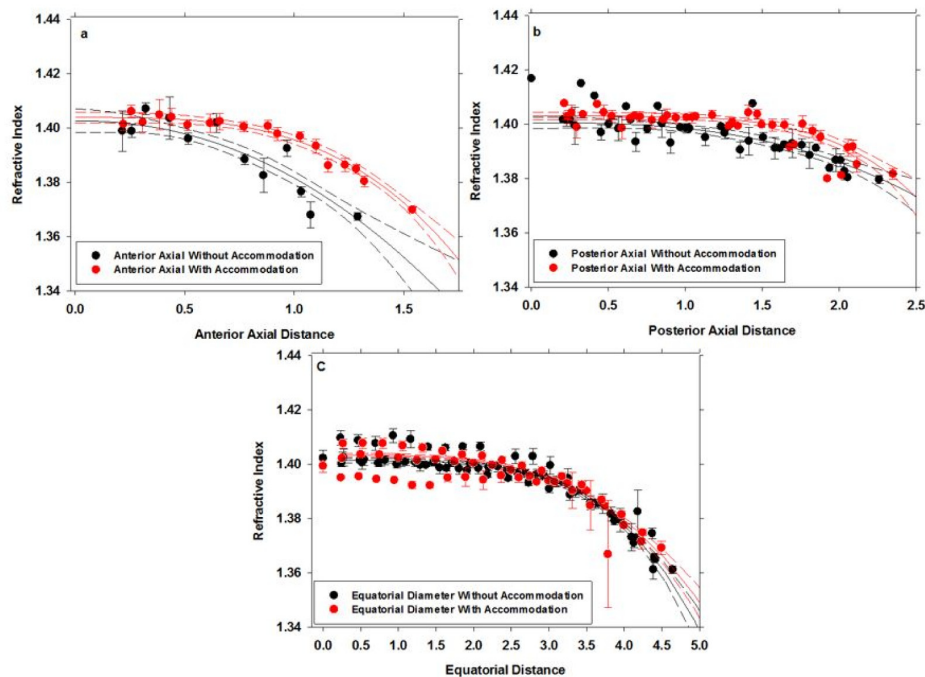 a
1.44
1.42
1.40
1.38
1.36
1.34
Refractive Index
Anterior Axial Without Accommodation
Anterior Axial With Accommodation
0.0 0.5 1.0 1.5
Anterior Axial Distance
b
1.44
1.42
1.40
1.38
1.36
1.34
Refractive Index
Posterior Axial Without Accommodation
Posterior Axial With Accommodation
0.0 0.5 1.0 1.5 2.0 2.5
Posterior Axial Distance
C
1.44
1.42
1.40
1.38
1.36
1.34
Refractive Index
Equatorial Diameter Without Accommodation
Equatorial Diameter With Accommodation
0.0 0.5 1.0 1.5 2.0 2.5 3.0 3.5 4.0 4.5 5.0
Equatorial Distance